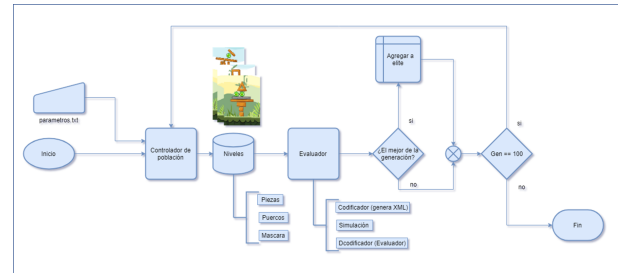 Agregar a
elite
parametros.txt
si
si
Inicio
Controlador de
población
Niveles
Evaluador
¿El mejor de la
generación?
Gen == 100
no
no
Piezas
Puercos
Mascara
Codificador (genera XML)
Simulación
Dcodificador (Evaluador)
Fin